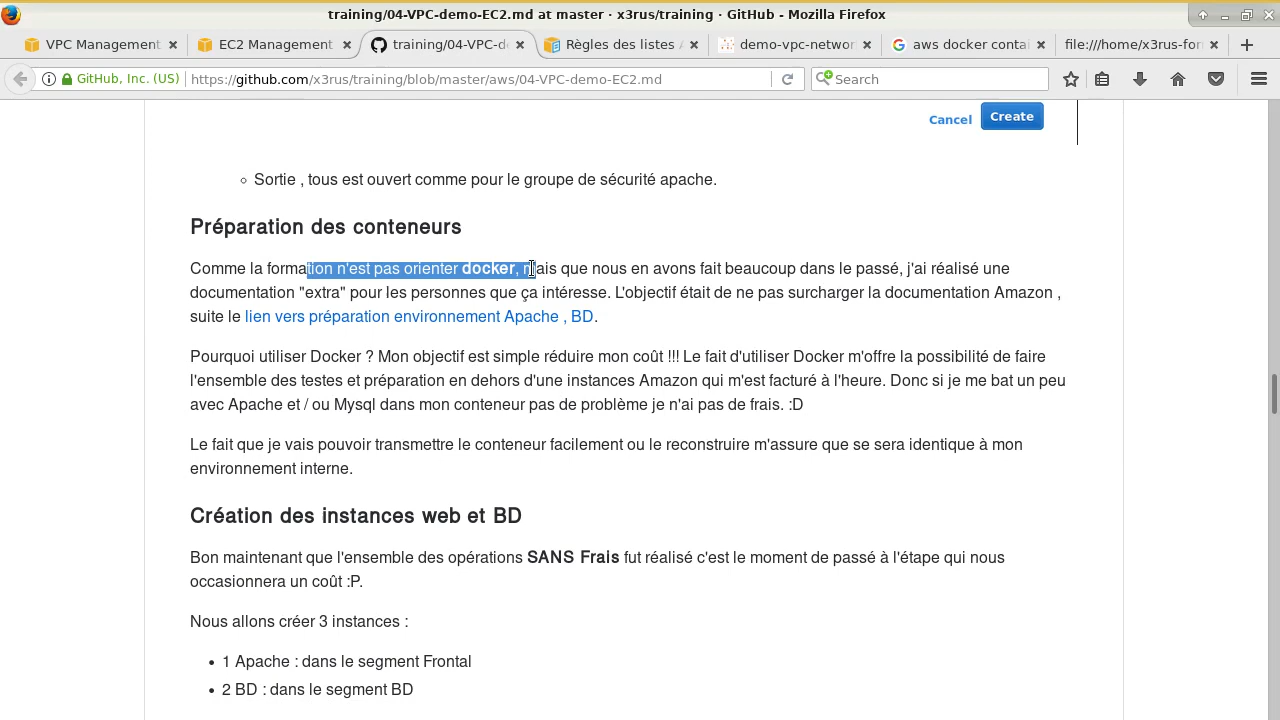 training/04-VPC-demo-EC2.md at master · x3rus/training · GitHub - Mozilla Firefox
VPC Management
EC2 Management
training/04-VPC-d
Règles des listes
demo-vpc-networ
aws docker contai
file:///home/x3rus-for
GitHub, Inc. (US)
https://github.com/x3rus/training/blob/master/aws/04-VPC-demo-EC2.md
Search
Cancel
Create
Sortie , tous est ouvert comme pour le groupe de sécurité apache.
Préparation des conteneurs
Comme la formation n'est pas orienter docker, mais que nous en avons fait beaucoup dans le passé, j'ai réalisé une
documentation "extra" pour les personnes que ça intéresse. L'objectif était de ne pas surcharger la documentation Amazon ,
suite le lien vers préparation environnement Apache , BD.
Pourquoi utiliser Docker ? Mon objectif est simple réduire mon coût !!! Le fait d'utiliser Docker m'offre la possibilité de faire
l'ensemble des testes et préparation en dehors d'une instances Amazon qui m'est facturé à l'heure. Donc si je me bat un peu
avec Apache et / ou Mysql dans mon conteneur pas de problème je n'ai pas de frais. :D
Le fait que je vais pouvoir transmettre le conteneur facilement ou le reconstruire m'assure que se sera identique à mon
environnement interne.
Création des instances web et BD
Bon maintenant que l'ensemble des opérations SANS Frais fut réalisé c'est le moment de passé à l'étape qui nous
occasionnera un coût :P.
Nous allons créer 3 instances :
1 Apache : dans le segment Frontal
2 BD : dans le segment BD